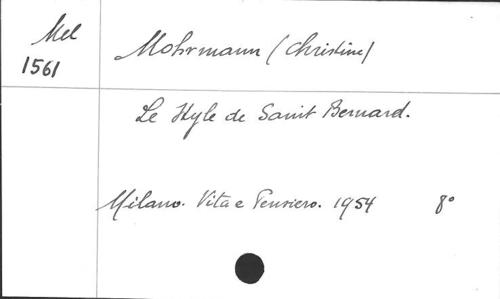 Mel
1561
Mohrmann (Christine)
Le Style de Saint Bernard.
Milano. Vita e Pensiero. 1954 8°